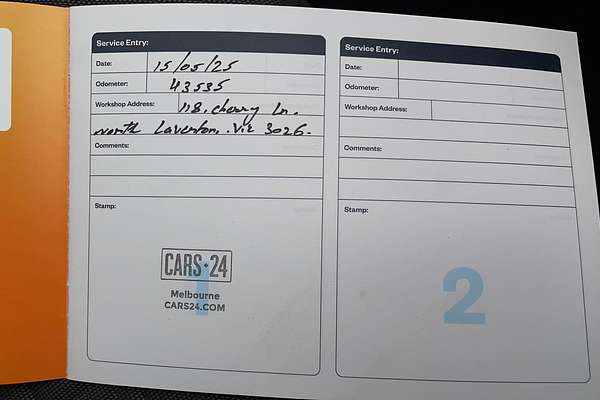 Service Entry:
Date: 15/05/25
Odometer: 43535
Workshop Address: 118, cherry Ln.
North Laverton, Vic 3026.
Comments:
Stamp:
1
CARS24
Melbourne
CARS24.COM
Service Entry:
Date:
Odometer:
Workshop Address:
Comments:
Stamp:
2